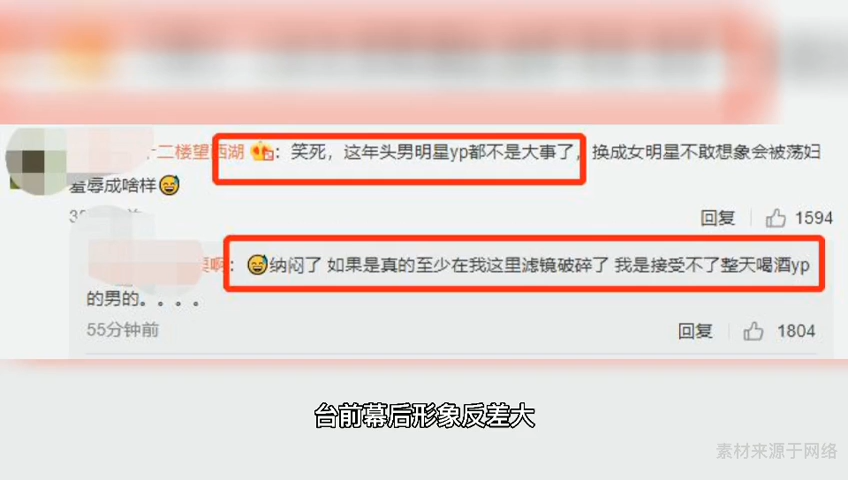 十二楼望西湖：笑死，这年头男明星yp都不是大事了，换成女明星不敢想象会被荡妇
羞辱成啥样
回复 1594
：纳闷了 如果是真的至少在我这里滤镜破碎了 我是接受不了整天喝酒yp
的男的。。。。
55分钟前
回复 1804
台前幕后形象反差大
素材来源于网络